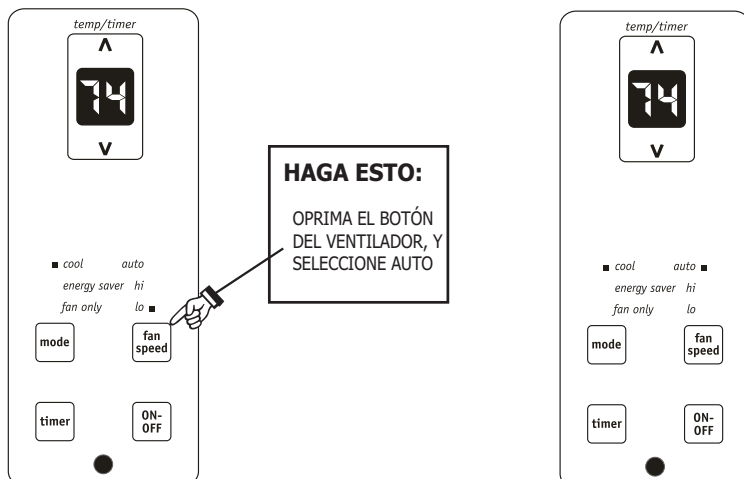 temp/timer
74
cool auto
energy saver hi
fan only lo
mode
fan
speed
timer
ON-
OFF
HAGA ESTO:
OPRIMA EL BOTÓN
DEL VENTILADOR, Y
SELECCIONE AUTO
temp/timer
74
cool auto
energy saver hi
fan only lo
mode
fan
speed
timer
ON-
OFF